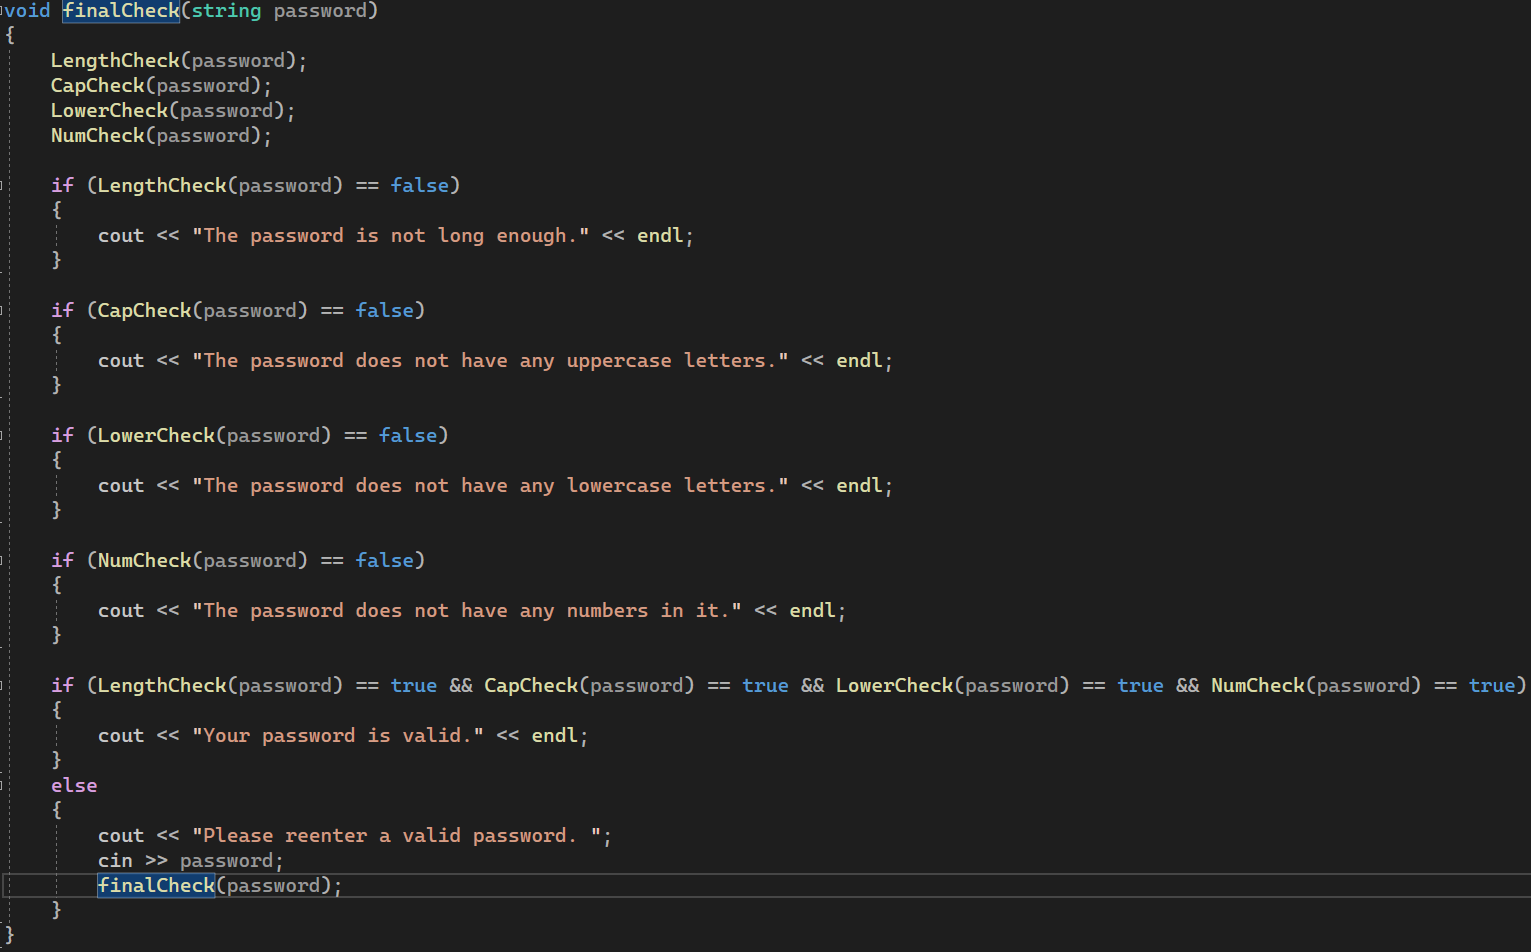 void finalCheck(string password)
{
    LengthCheck(password);
    CapCheck(password);
    LowerCheck(password);
    NumCheck(password);

    if (LengthCheck(password) == false)
    {
        cout << "The password is not long enough." << endl;
    }

    if (CapCheck(password) == false)
    {
        cout << "The password does not have any uppercase letters." << endl;
    }

    if (LowerCheck(password) == false)
    {
        cout << "The password does not have any lowercase letters." << endl;
    }

    if (NumCheck(password) == false)
    {
        cout << "The password does not have any numbers in it." << endl;
    }

    if (LengthCheck(password) == true && CapCheck(password) == true && LowerCheck(password) == true && NumCheck(password) == true)
    {
        cout << "Your password is valid." << endl;
    }
    else
    {
        cout << "Please reenter a valid password. ";
        cin >> password;
        finalCheck(password);
    }
}